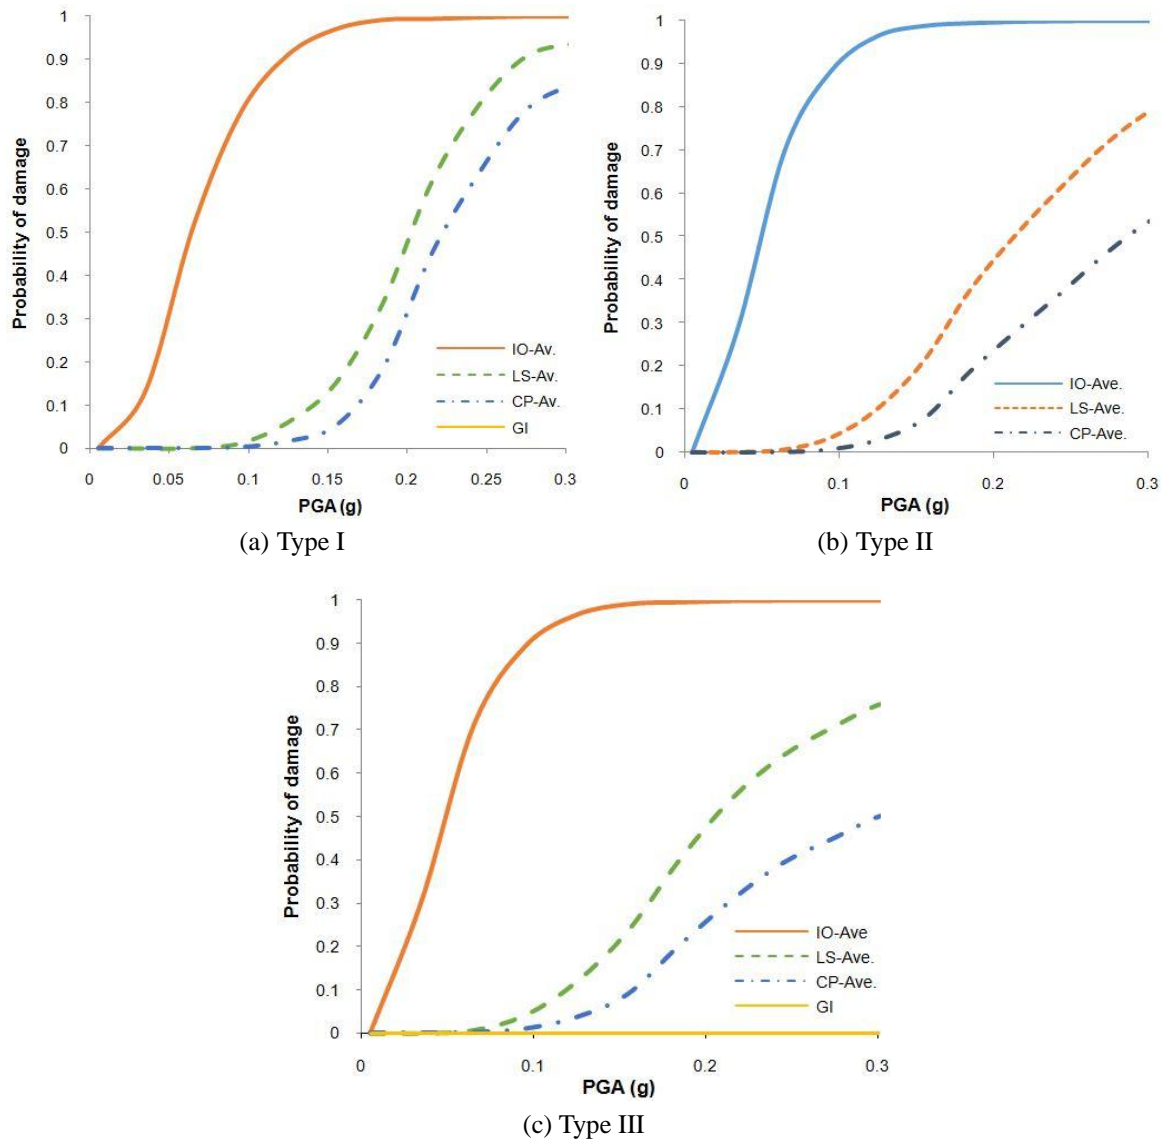 1
0.9
0.8
0.7
0.6
0.5
0.4
0.3
0.2
0.1
0
Probability of damage
IO-Av.
LS-Av.
CP-Av.
GI
0 0.05 0.1 0.15 0.2 0.25 0.3
PGA (g)
(a) Type I
1
0.9
0.8
0.7
0.6
0.5
0.4
0.3
0.2
0.1
0
Probability of damage
IO-Ave.
LS-Ave.
CP-Ave.
0 0.1 0.2 0.3
PGA (g)
(b) Type II
1
0.9
0.8
0.7
0.6
0.5
0.4
0.3
0.2
0.1
0
Probability of damage
IO-Ave
LS-Ave.
CP-Ave.
GI
0 0.1 0.2 0.3
PGA (g)
(c) Type III